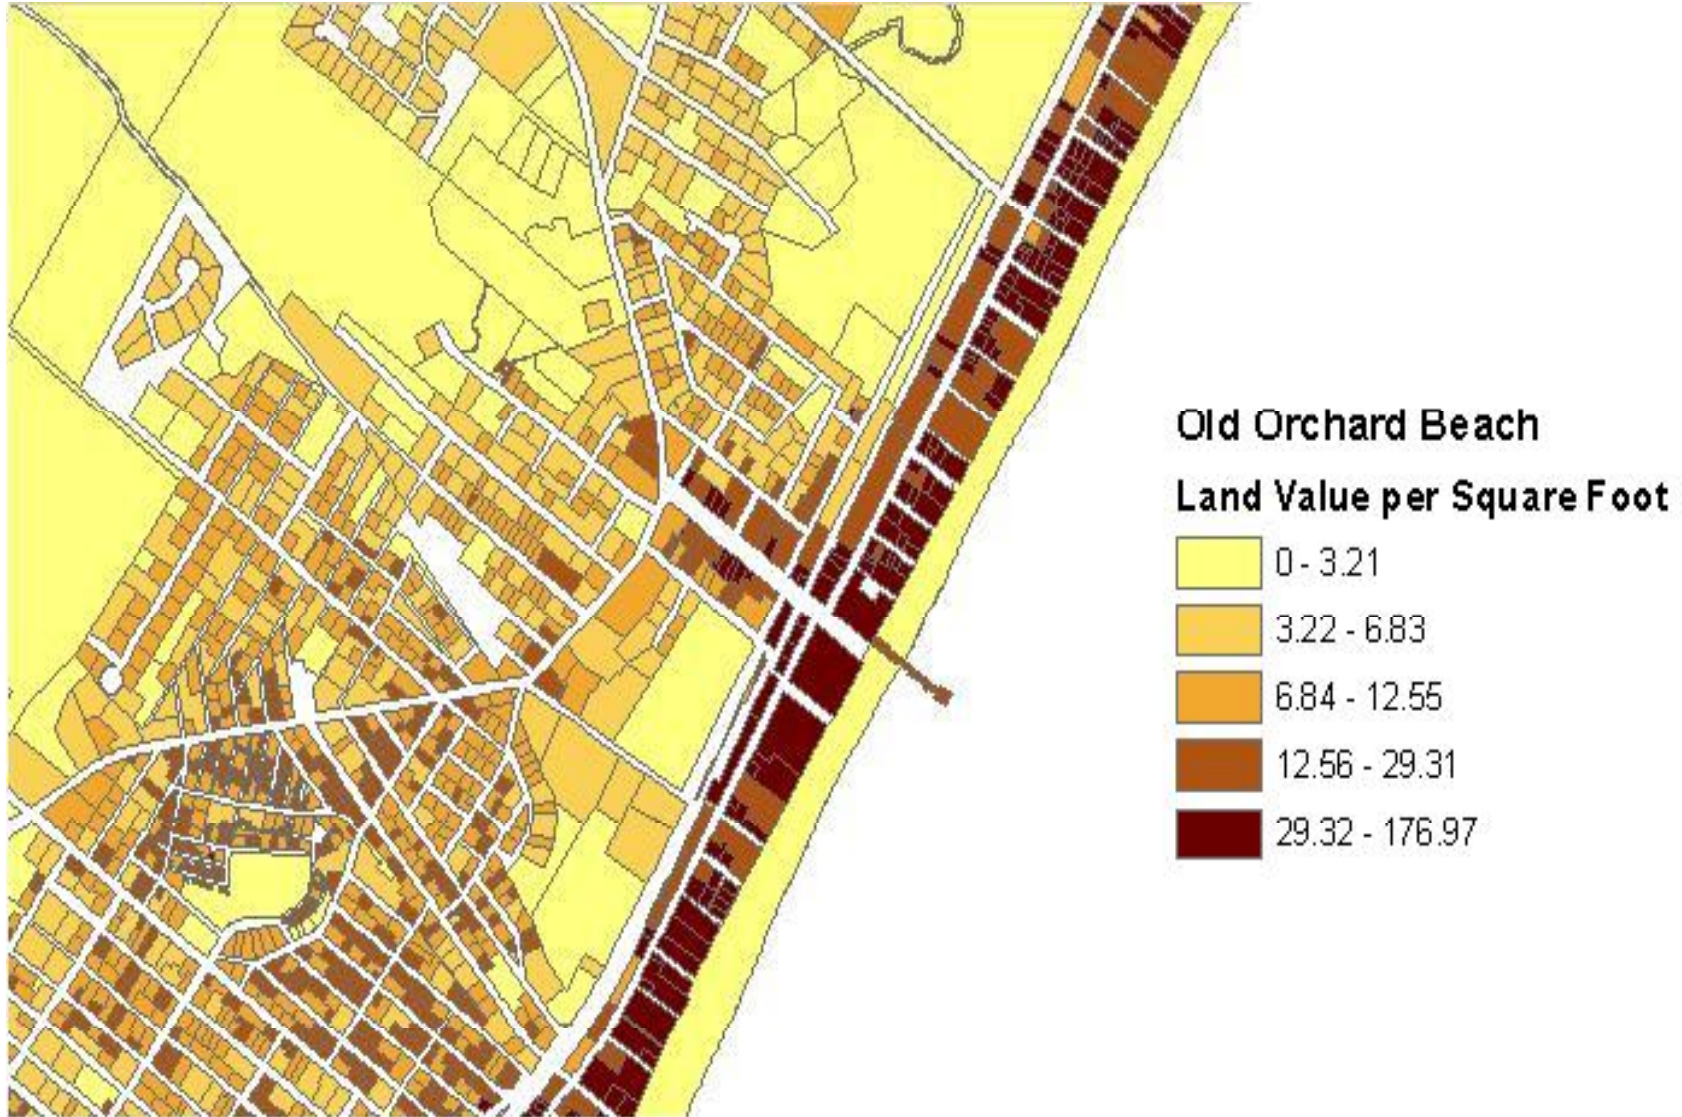 Old Orchard Beach
Land Value per Square Foot
0 - 3.21
3.22 - 6.83
6.84 - 12.55
12.56 - 29.31
29.32 - 176.97